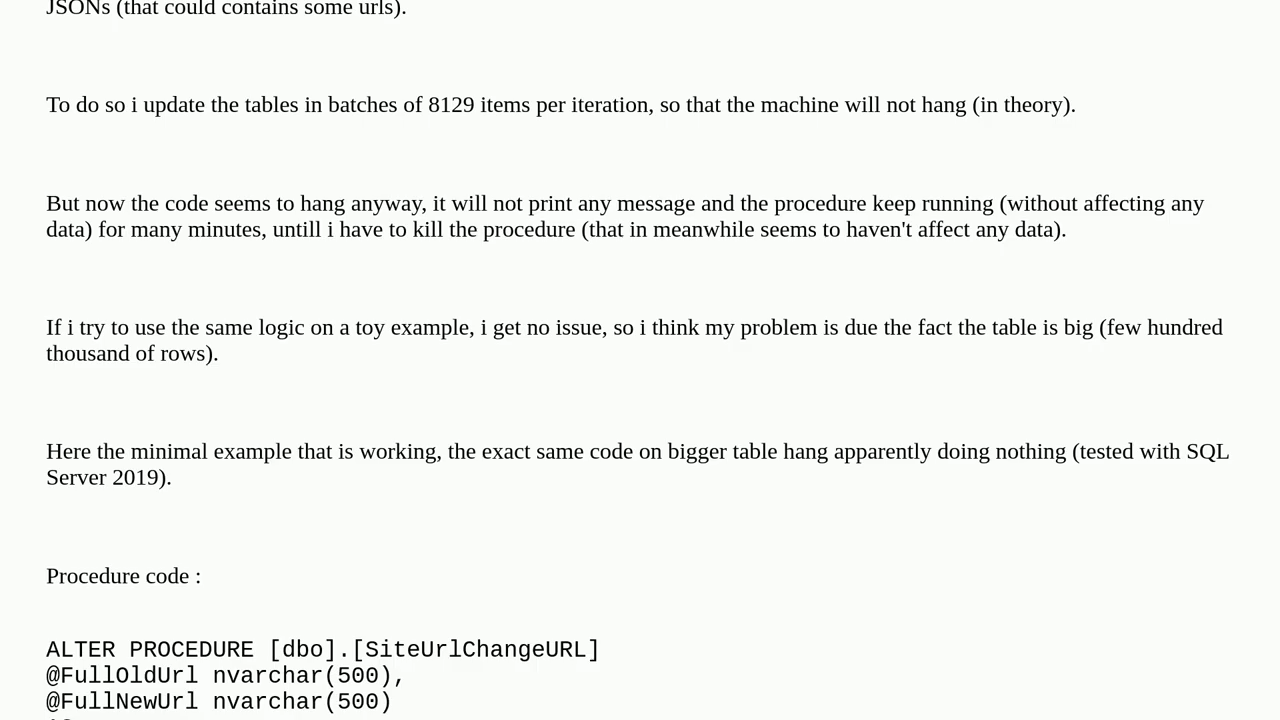 JSONs (that could contains some urls).
To do so i update the tables in batches of 8129 items per iteration, so that the machine will not hang (in theory).
But now the code seems to hang anyway, it will not print any message and the procedure keep running (without affecting any
data) for many minutes, untill i have to kill the procedure (that in meanwhile seems to haven't affect any data).
If i try to use the same logic on a toy example, i get no issue, so i think my problem is due the fact the table is big (few hundred
thousand of rows).
Here the minimal example that is working, the exact same code on bigger table hang apparently doing nothing (tested with SQL
Server 2019).
Procedure code :
ALTER PROCEDURE [dbo].[SiteUrlChangeURL]
@FullOldUrl nvarchar(500),
@FullNewUrl nvarchar(500)